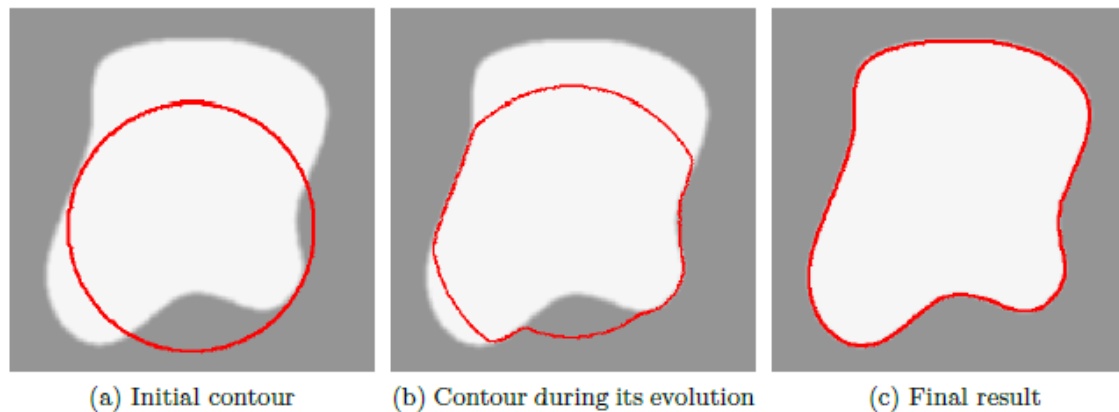 (a) Initial contour
(b) Contour during its evolution
(c) Final result